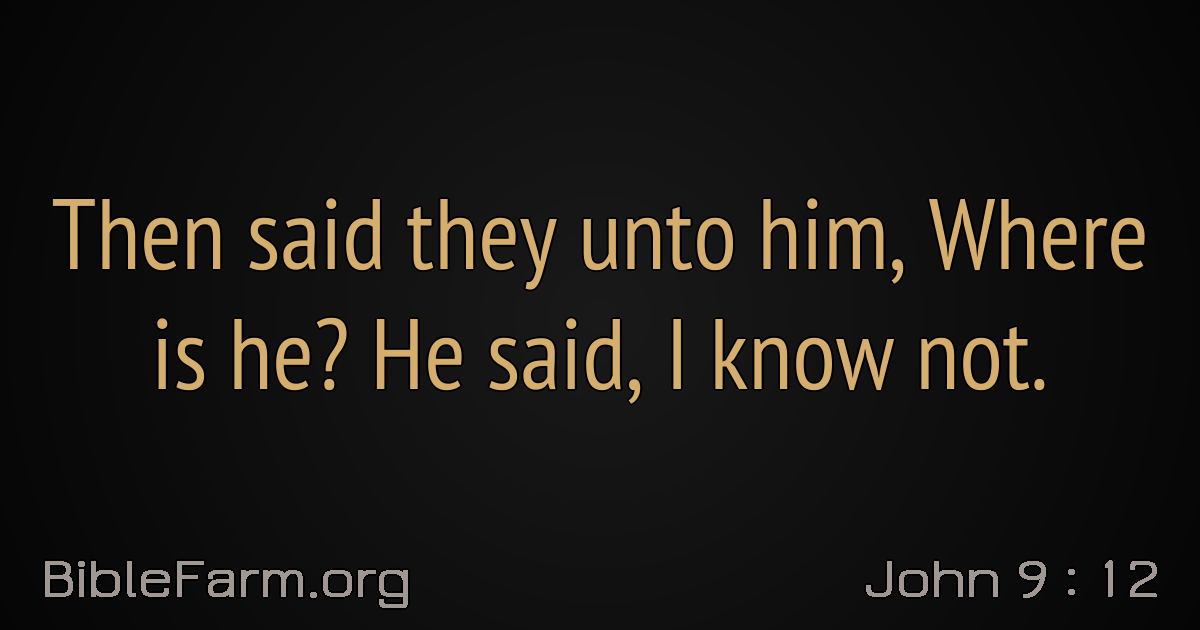 Then said they unto him, Where
is he? He said, I know not.
BibleFarm.org
John 9 : 12